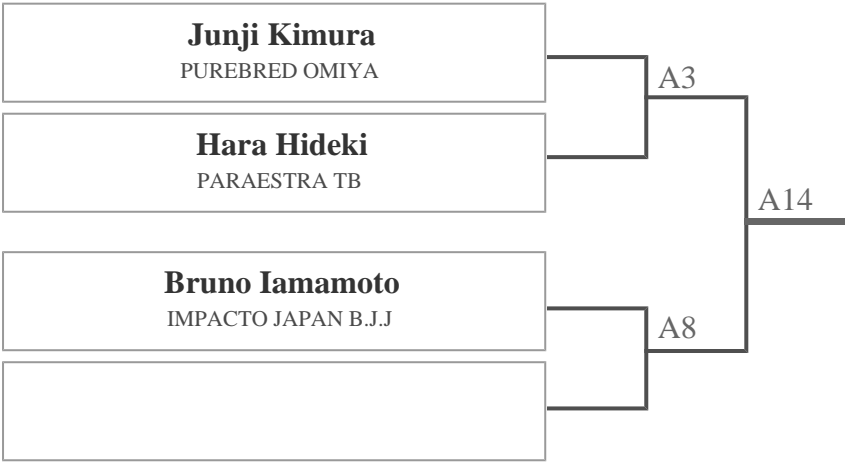 Junji Kimura
PUREBRED OMIYA
A3
Hara Hideki
PARAESTRA TB
A14
Bruno Iamamoto
IMPACTO JAPAN B.J.J
A8